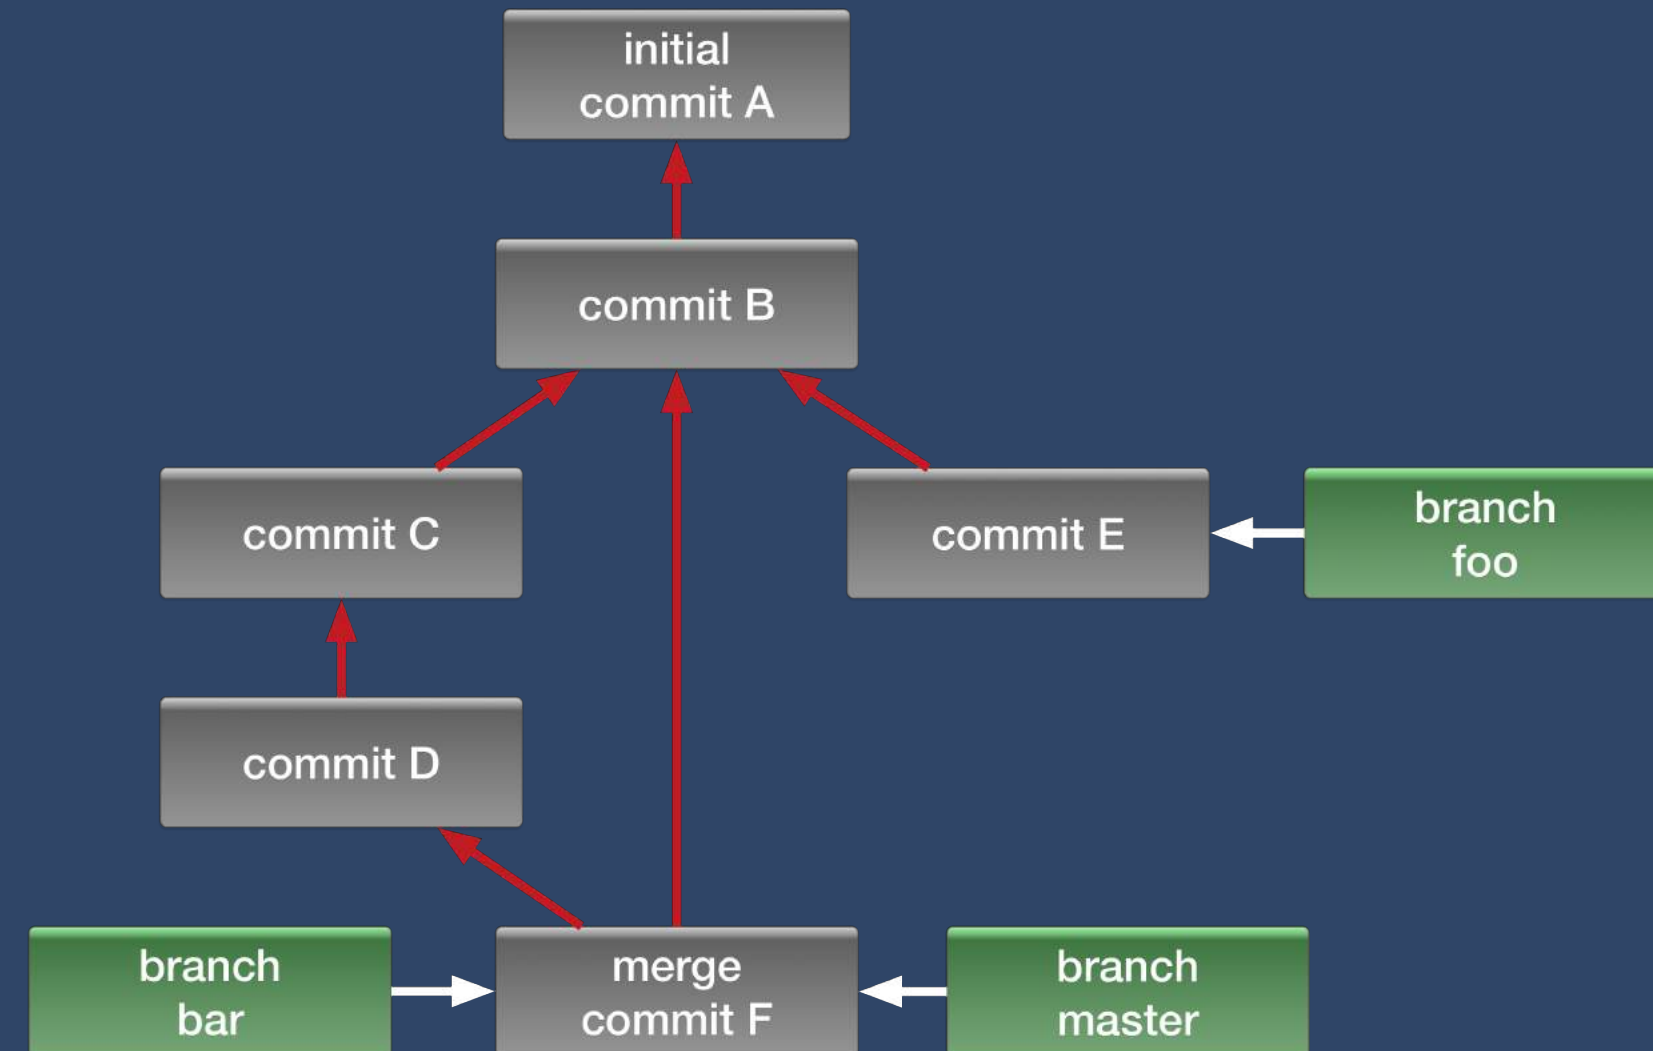 initial
commit A
commit B
commit C
commit E
branch
foo
commit D
branch
bar
merge
commit F
branch
master